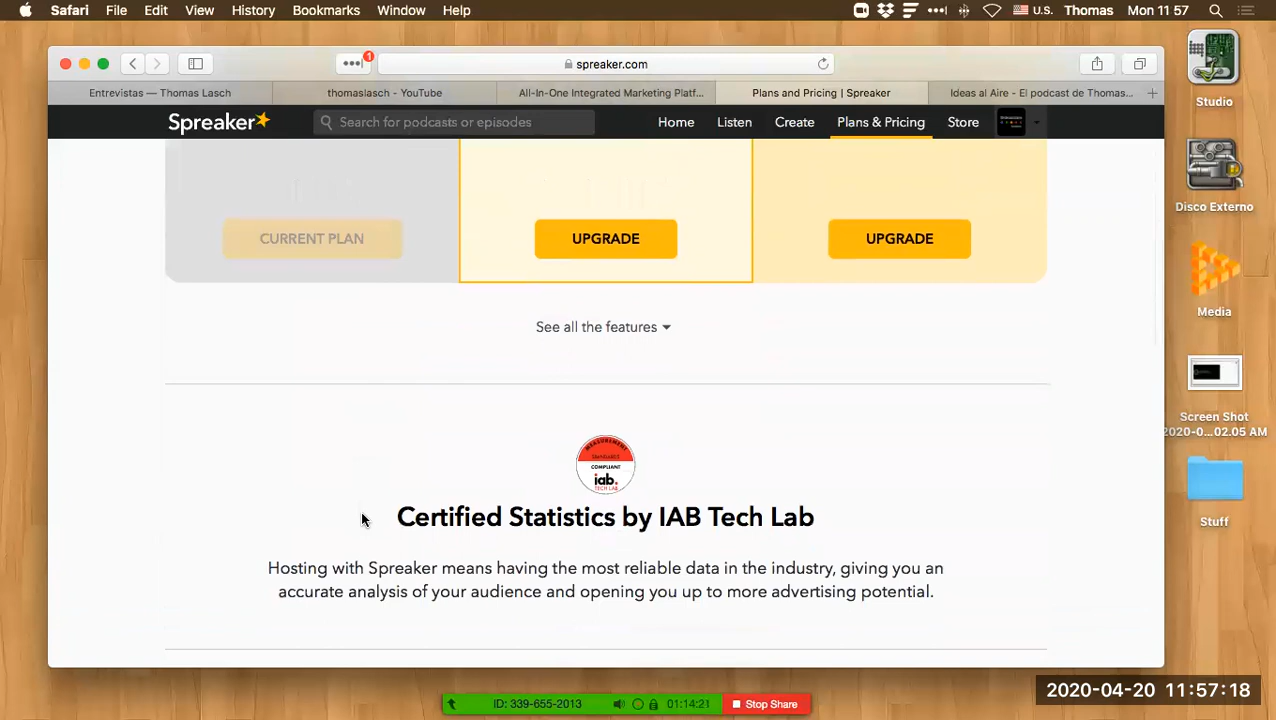 Safari File Edit View History Bookmarks Window Help U.S. Thomas Mon 11 57
1
spreaker.com
Entrevistas — Thomas Lasch thomaslasch - YouTube All-In-One Integrated Marketing Platf... Plans and Pricing | Spreaker Ideas al Aire - El podcast de Thomas...
Spreaker Search for podcasts or episodes Home Listen Create Plans & Pricing Store
CURRENT PLAN UPGRADE UPGRADE
See all the features
MEASUREMENT
COMPLIANT
iab.
TECH LAB
Certified Statistics by IAB Tech Lab
Hosting with Spreaker means having the most reliable data in the industry, giving you an
accurate analysis of your audience and opening you up to more advertising potential.
Studio
Disco Externo
Media
Screen Shot
2020-0...02.05 AM
Stuff
2020-04-20 11:57:18
ID: 339-655-2013 01:14:21 Stop Share